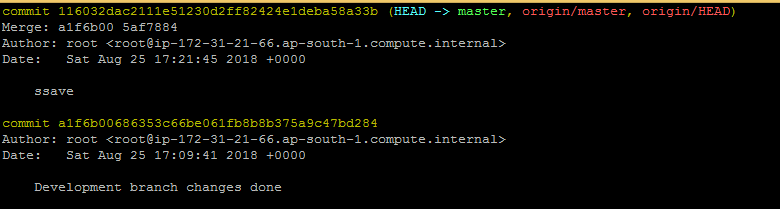 commit 116032dac2111e51230d2ff82424e1deba58a33b (HEAD -> master, origin/master, origin/HEAD)
Merge: a1f6b00 5af7884
Author: root <root@ip-172-31-21-66.ap-south-1.compute.internal>
Date:   Sat Aug 25 17:21:45 2018 +0000
    ssave
commit a1f6b00686353c66be061fb8b8b375a9c47bd284
Author: root <root@ip-172-31-21-66.ap-south-1.compute.internal>
Date:   Sat Aug 25 17:09:41 2018 +0000
    Development branch changes done